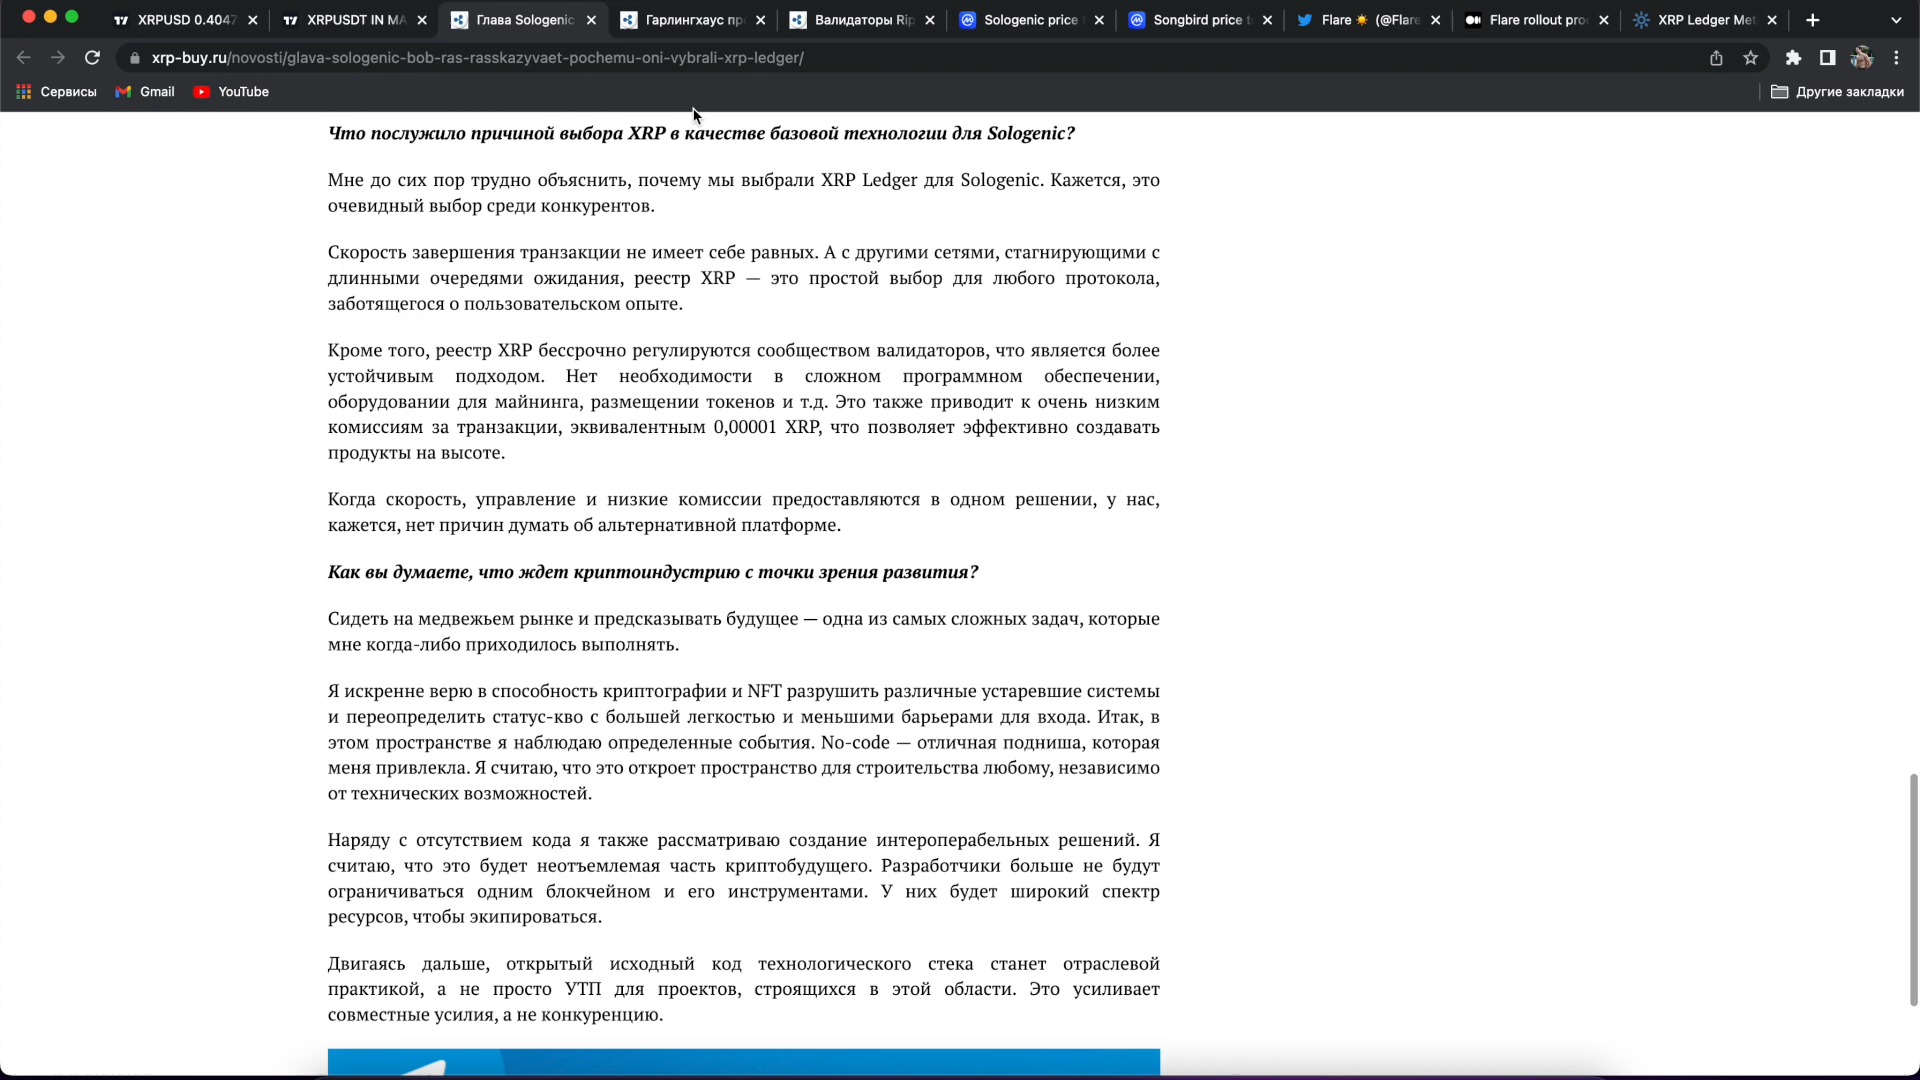 XRPUSD 0.4047
XRPUSDT IN MA
Глава Sologenic
Гарлингхаус пр
Валидаторы Rip
Sologenic price t
Songbird price to
Flare ☀️ (@Flare
Flare rollout pro
XRP Ledger Met
xrp-buy.ru/novosti/glava-sologenic-bob-ras-rasskazyvaet-pochemu-oni-vybrali-xrp-ledger/
Сервисы
Gmail
YouTube
Другие закладки
Что послужило причиной выбора XRP в качестве базовой технологии для Sologenic?
Мне до сих пор трудно объяснить, почему мы выбрали XRP Ledger для Sologenic. Кажется, это
очевидный выбор среди конкурентов.
Скорость завершения транзакции не имеет себе равных. А с другими сетями, стагнирующими с
длинными очередями ожидания, реестр XRP — это простой выбор для любого протокола,
заботящегося о пользовательском опыте.
Кроме того, реестр XRP бессрочно регулируются сообществом валидаторов, что является более
устойчивым подходом. Нет необходимости в сложном программном обеспечении,
оборудовании для майнинга, размещении токенов и т.д. Это также приводит к очень низким
комиссиям за транзакции, эквивалентным 0,00001 XRP, что позволяет эффективно создавать
продукты на высоте.
Когда скорость, управление и низкие комиссии предоставляются в одном решении, у нас,
кажется, нет причин думать об альтернативной платформе.
Как вы думаете, что ждет криптоиндустрию с точки зрения развития?
Сидеть на медвежьем рынке и предсказывать будущее — одна из самых сложных задач, которые
мне когда-либо приходилось выполнять.
Я искренне верю в способность криптографии и NFT разрушить различные устаревшие системы
и переопределить статус-кво с большей легкостью и меньшими барьерами для входа. Итак, в
этом пространстве я наблюдаю определенные события. No-code — отличная подниша, которая
меня привлекла. Я считаю, что это откроет пространство для строительства любому, независимо
от технических возможностей.
Наряду с отсутствием кода я также рассматриваю создание интероперабельных решений. Я
считаю, что это будет неотъемлемая часть криптобудущего. Разработчики больше не будут
ограничиваться одним блокчейном и его инструментами. У них будет широкий спектр
ресурсов, чтобы экипироваться.
Двигаясь дальше, открытый исходный код технологического стека станет отраслевой
практикой, а не просто УТП для проектов, строящихся в этой области. Это усиливает
совместные усилия, а не конкуренцию.